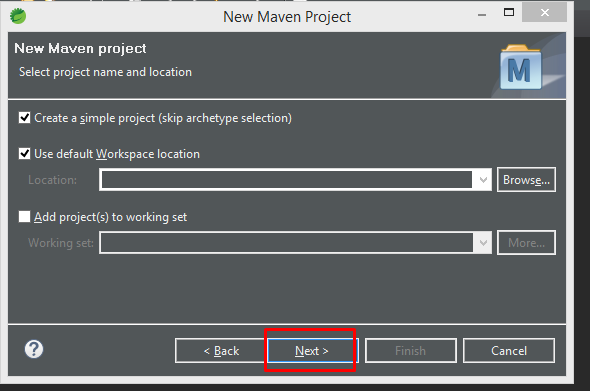 New Maven Project
New Maven project
Select project name and location
M
Create a simple project (skip archetype selection)
Use default Workspace location
Location:
Browse...
Add project(s) to working set
Working set:
More...
?
< Back
Next >
Finish
Cancel